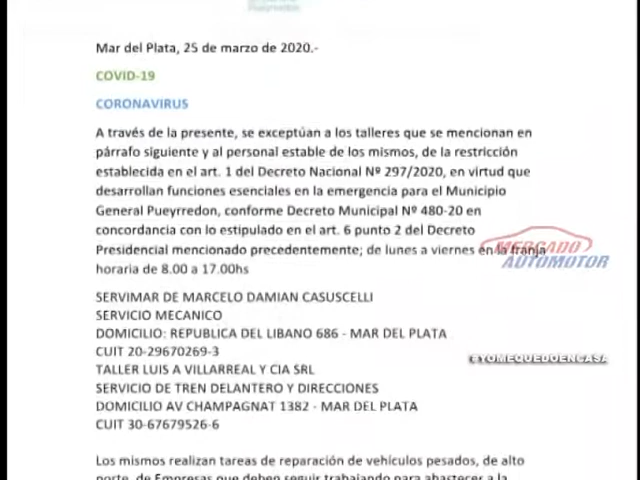 Mar del Plata, 25 de marzo de 2020.-
COVID-19
CORONAVIRUS
A través de la presente, se exceptúan a los talleres que se mencionan en
párrafo siguiente y al personal estable de los mismos, de la restricción
establecida en el art. 1 del Decreto Nacional Nº 297/2020, en virtud que
desarrollan funciones esenciales en la emergencia para el Municipio
General Pueyrredon, conforme Decreto Municipal Nº 480-20 en
concordancia con lo estipulado en el art. 6 punto 2 del Decreto
Presidencial mencionado precedentemente; de lunes a viernes en la franja
horaria de 8.00 a 17.00hs
MERCADO
AUTOMOTOR
SERVIMAR DE MARCELO DAMIAN CASUSCELLI
SERVICIO MECANICO
DOMICILIO: REPUBLICA DEL LIBANO 686 - MAR DEL PLATA
CUIT 20-29670269-3
#YOMEQUEDOENCASA
TALLER LUIS A VILLARREAL Y CIA SRL
SERVICIO DE TREN DELANTERO Y DIRECCIONES
DOMICILIO AV CHAMPAGNAT 1382 - MAR DEL PLATA
CUIT 30-67679526-6
Los mismos realizan tareas de reparación de vehículos pesados, de alto
porte, de Empresas que deben seguir trabajando para abastecer a la